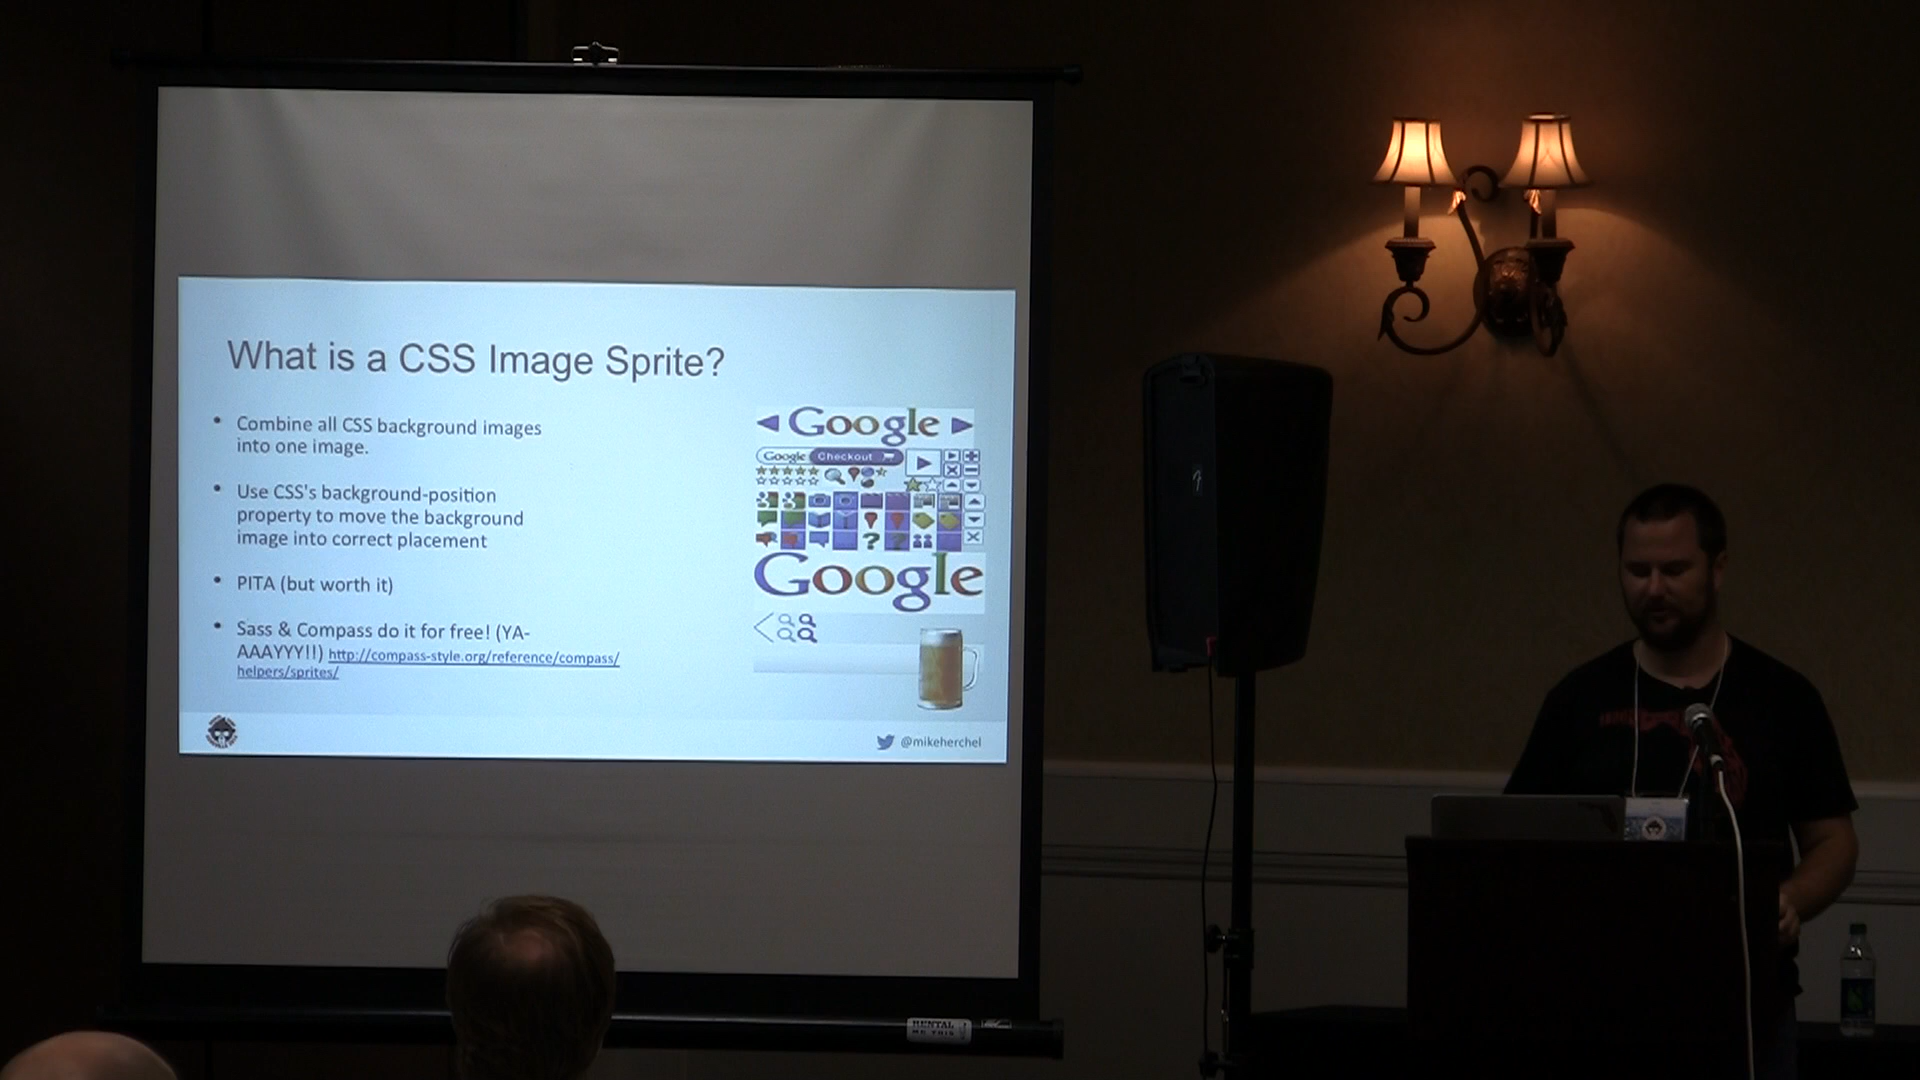 What is a CSS Image Sprite?
• Combine all CSS background images
into one image.
• Use CSS's background-position
property to move the background
image into correct placement
• PITA (but worth it)
• Sass & Compass do it for free! (YA-
AAAYYY!!) http://compass-style.org/reference/compass/
helpers/sprites/
Google
Google Checkout
Google
@mikeherchel
RENTAL